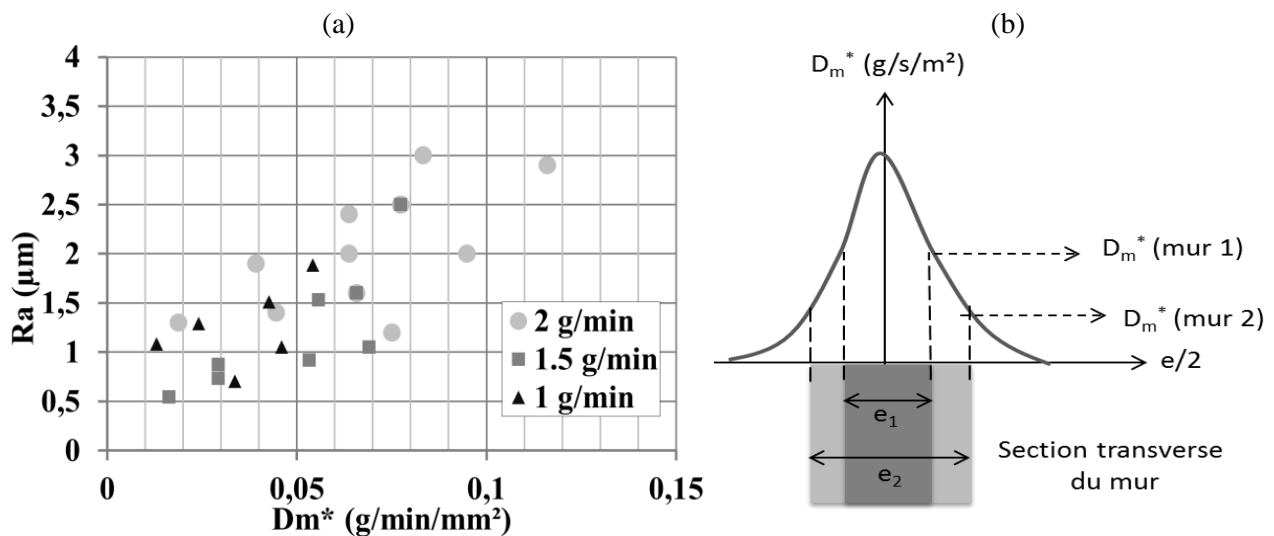 (a)
4
3,5
3
2,5
2
1,5
1
0,5
0
Ra (µm)
0
0,05
0,1
0,15
Dm* (g/min/mm²)
2 g/min
1.5 g/min
1 g/min
(b)
Dm* (g/s/m²)
Dm* (mur 1)
Dm* (mur 2)
e/2
e1
e2
Section transverse
du mur